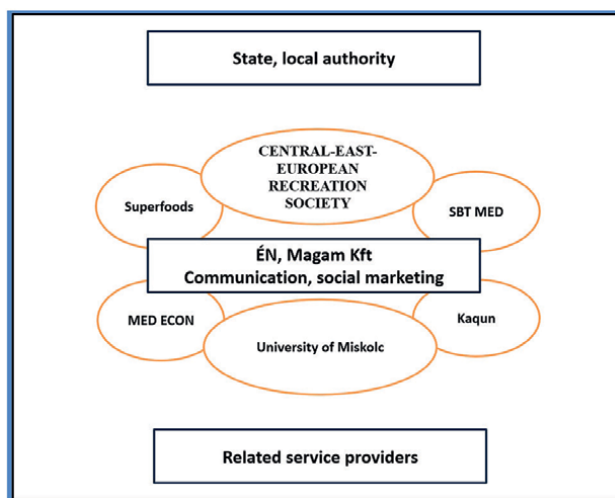 State, local authority
CENTRAL-EAST-
EUROPEAN
RECREATION
SOCIETY
Superfoods
SBT MED
ÉN, Magam Kft
Communication, social marketing
MED ECON
Kaqun
University of Miskolc
Related service providers